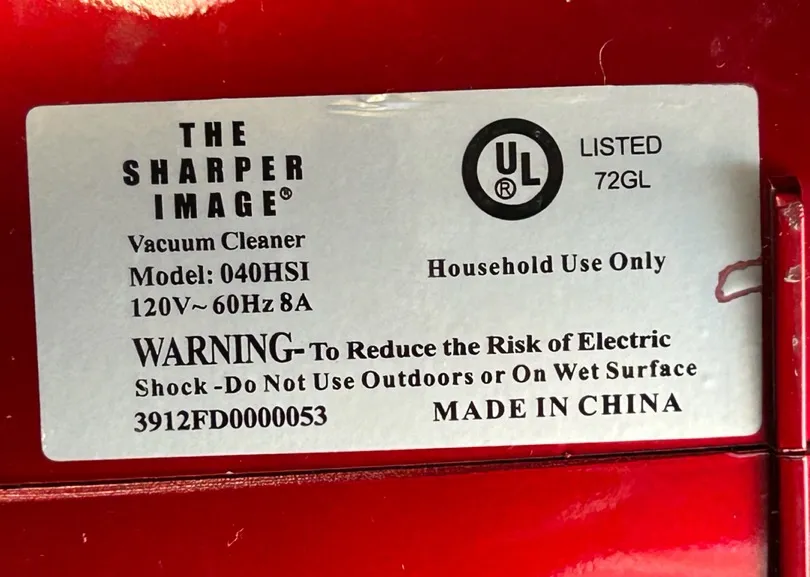 THE
SHARPER
IMAGE®
Vacuum Cleaner
Model: 040HSI
120V~ 60Hz 8A
UL ®
LISTED
72GL
Household Use Only
WARNING-To Reduce the Risk of Electric
Shock -Do Not Use Outdoors or On Wet Surface
3912FD0000053
MADE IN CHINA